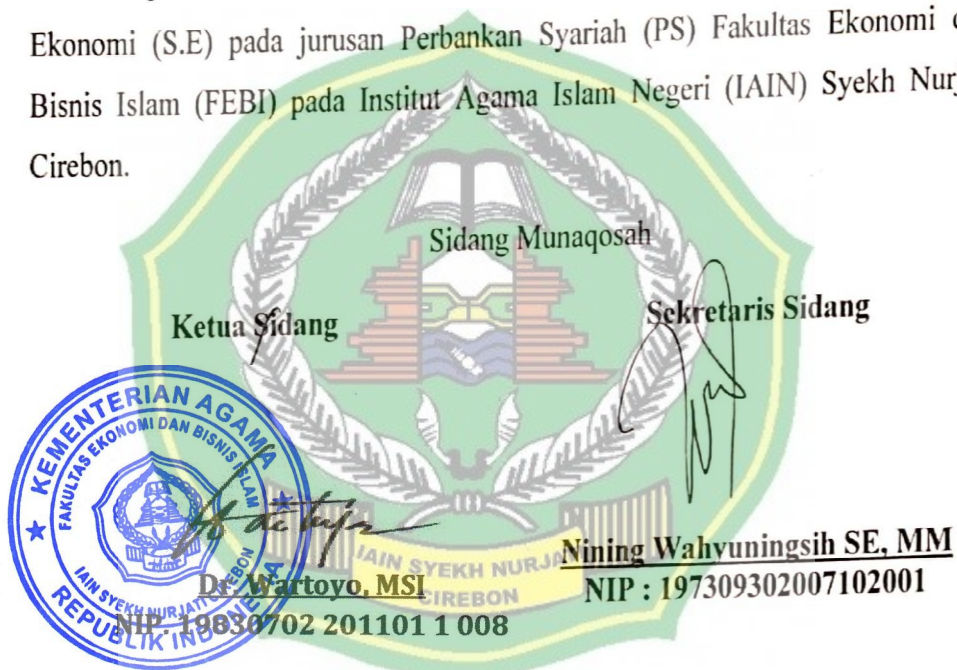 Ekonomi (S.E) pada jurusan Perbankan Syariah (PS) Fakultas Ekonomi
Bisnis Islam (FEBI) pada Institut Agama Islam Negeri (IAIN) Syekh Nurj
Cirebon.
Sidang Munaqosah
Ketua Sidang
Sekretaris Sidang
KEMENTERIAN AGAMA
FAKULTAS EKONOMI DAN BISNIS ISLAM
IAIN SYEKH NURJATI CIREBON
REPUBLIK INDONESIA
IAIN SYEKH NURJA
CIREBON
Dr. Wartoyo, MSI
NIP. 19830702 201101 1 008
Nining Wahyuningsih SE, MM
NIP : 197309302007102001